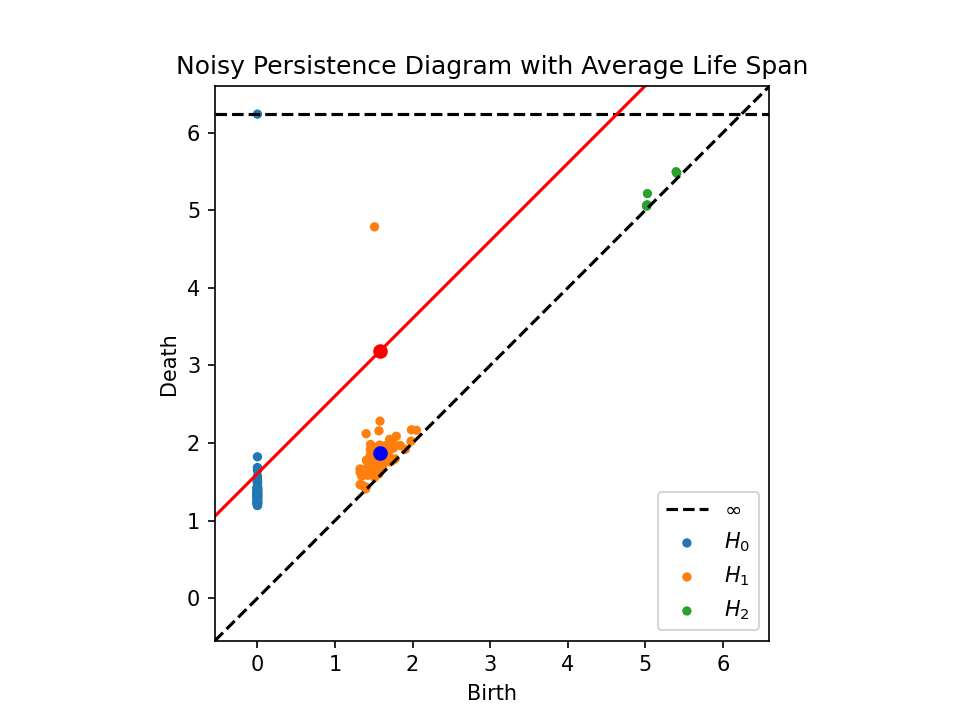 Noisy Persistence Diagram with Average Life Span
Death
6
5
4
3
2
1
0
∞
H₀
H₁
H₂
0 1 2 3 4 5 6
Birth